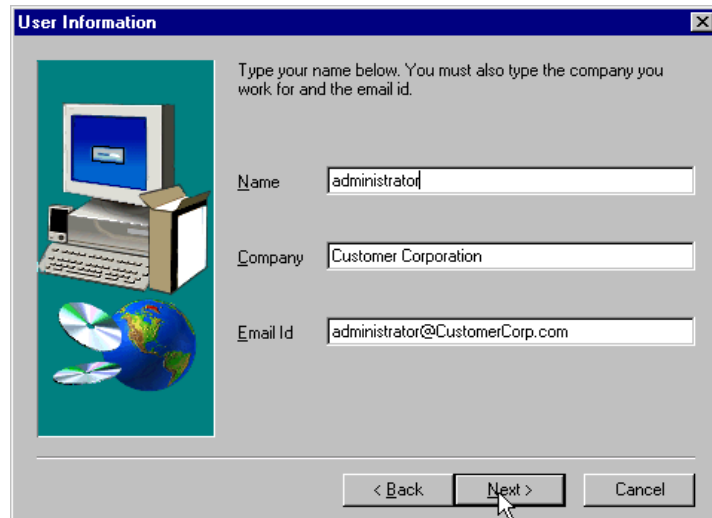 User Information
Type your name below. You must also type the company you
work for and the email id.
Name administrator
Company Customer Corporation
Email Id administrator@CustomerCorp.com
< Back Next > Cancel